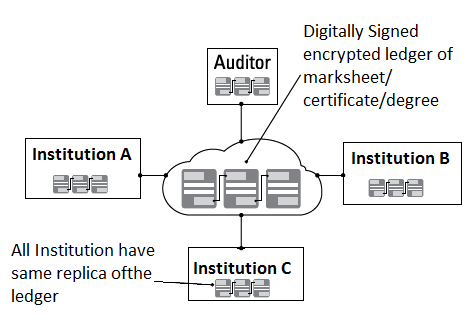 Digitally Signed
encrypted ledger of
marksheet/
certificate/degree
Auditor
Institution A
Institution B
All Institution have
same replica ofthe
ledger
Institution C